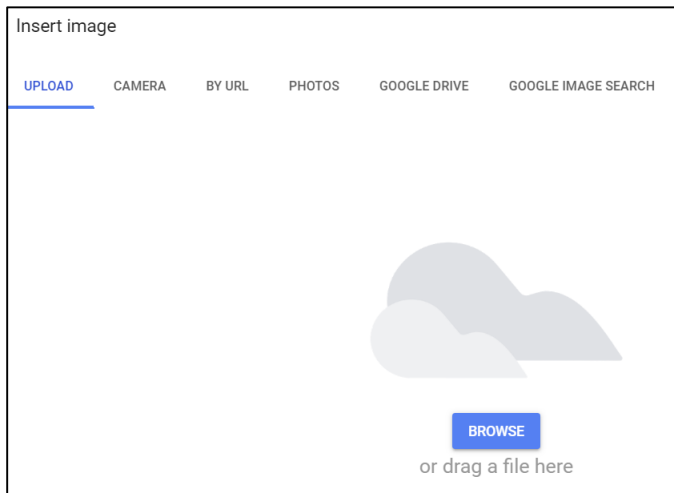 Insert image
UPLOAD CAMERA BY URL PHOTOS GOOGLE DRIVE GOOGLE IMAGE SEARCH
BROWSE
or drag a file here